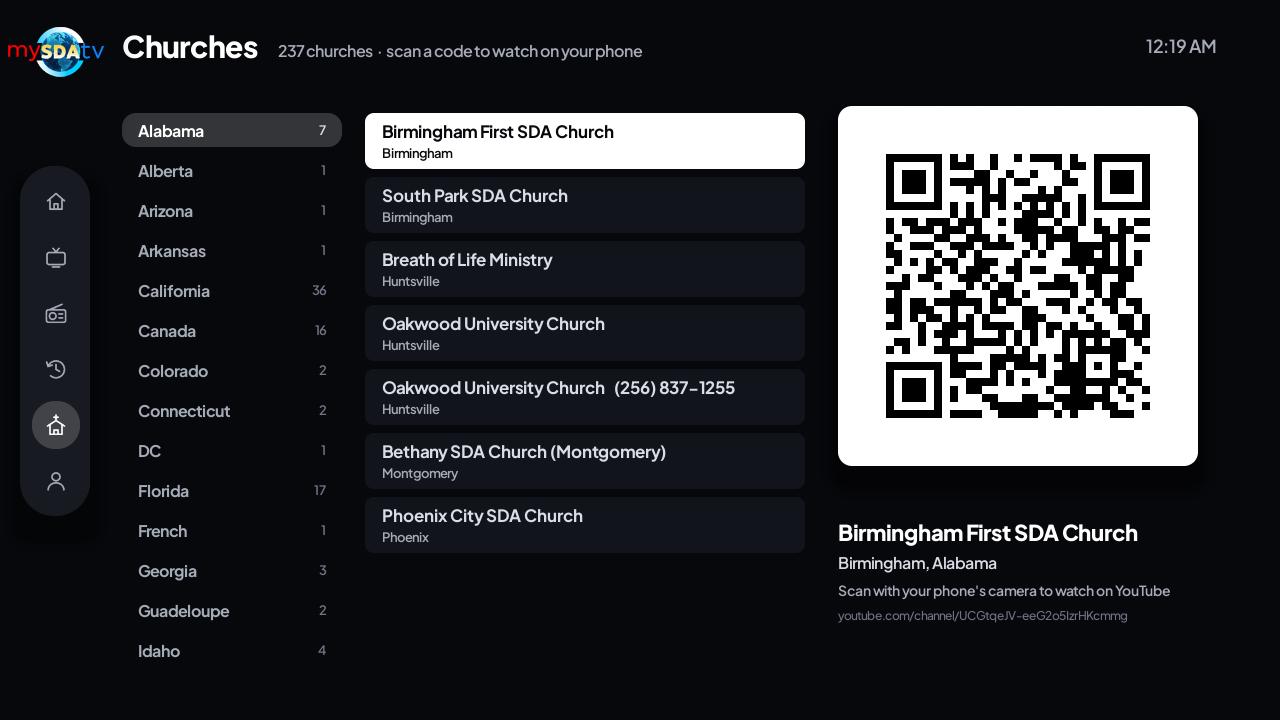 mySDAtv
Churches
237 churches · scan a code to watch on your phone
12:19 AM
Alabama 7
Alberta 1
Arizona 1
Arkansas 1
California 36
Canada 16
Colorado 2
Connecticut 2
DC 1
Florida 17
French 1
Georgia 3
Guadeloupe 2
Idaho 4
Birmingham First SDA Church
Birmingham
South Park SDA Church
Birmingham
Breath of Life Ministry
Huntsville
Oakwood University Church
Huntsville
Oakwood University Church (256) 837-1255
Huntsville
Bethany SDA Church (Montgomery)
Montgomery
Phoenix City SDA Church
Phoenix
Birmingham First SDA Church
Birmingham, Alabama
Scan with your phone's camera to watch on YouTube
youtube.com/channel/UCGtqeJV-eeG2o5IzrHKcmmg